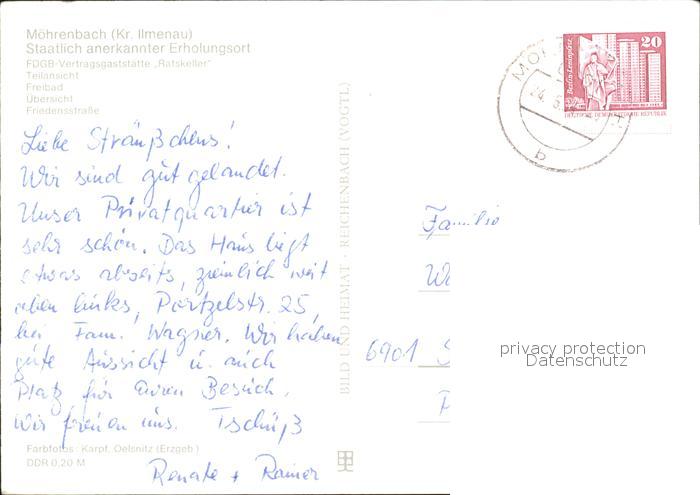 Möhrenbach (Kr. Ilmenau)
Staatlich anerkannter Erholungsort
FDGB-Vertragsgaststätte „Ratskeller"
Teilansicht
Freibad
Übersicht
Friedensstraße
Liebe Sträußchens!
Wir sind gut gelandet.
Unser Privatquartier ist
sehr schön. Das Haus liegt
etwas abseits, ziemlich weit
oben links, Pörtzelstr. 25,
bei Fam. Wagner. Wir haben
gute Aussicht u. auch
Platz für Euren Besuch.
Wir freuen uns. Tschüß
Renate + Rainer
Farbfotos: Karpf, Oelsnitz (Erzgeb.)
DDR 0,20 M
BILD UND HEIMAT · REICHENBACH (VOGTL)
20
Berlin-Leninplatz
DEUTSCHE DEMOKRATISCHE REPUBLIK
24.
b
Familie
6901
privacy protection
Datenschutz